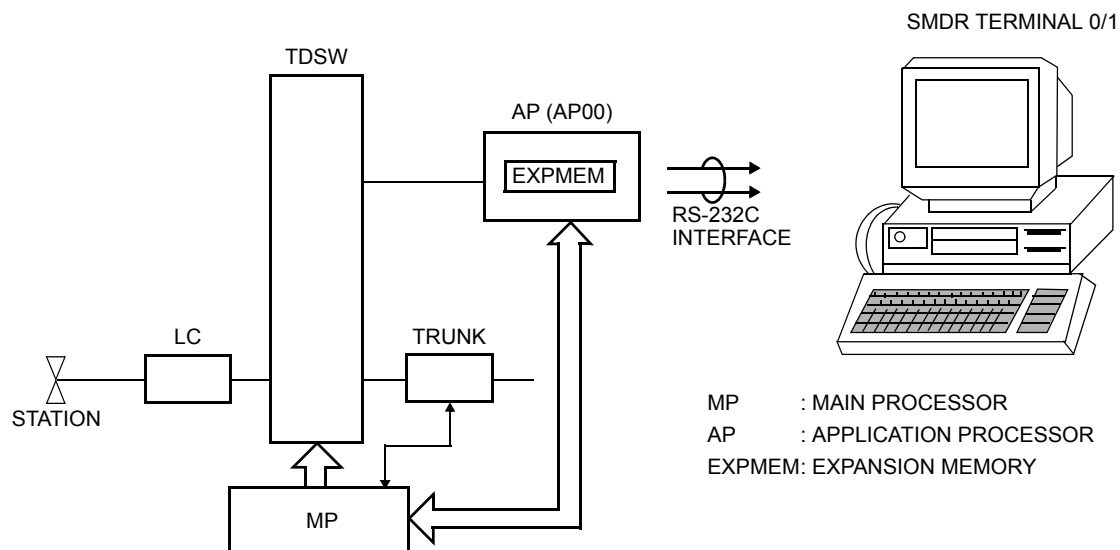 SMDR TERMINAL 0/1
TDSW
AP (AP00)
EXPMEM
RS-232C
INTERFACE
LC
TRUNK
STATION
MP : MAIN PROCESSOR
AP : APPLICATION PROCESSOR
EXPMEM: EXPANSION MEMORY
MP